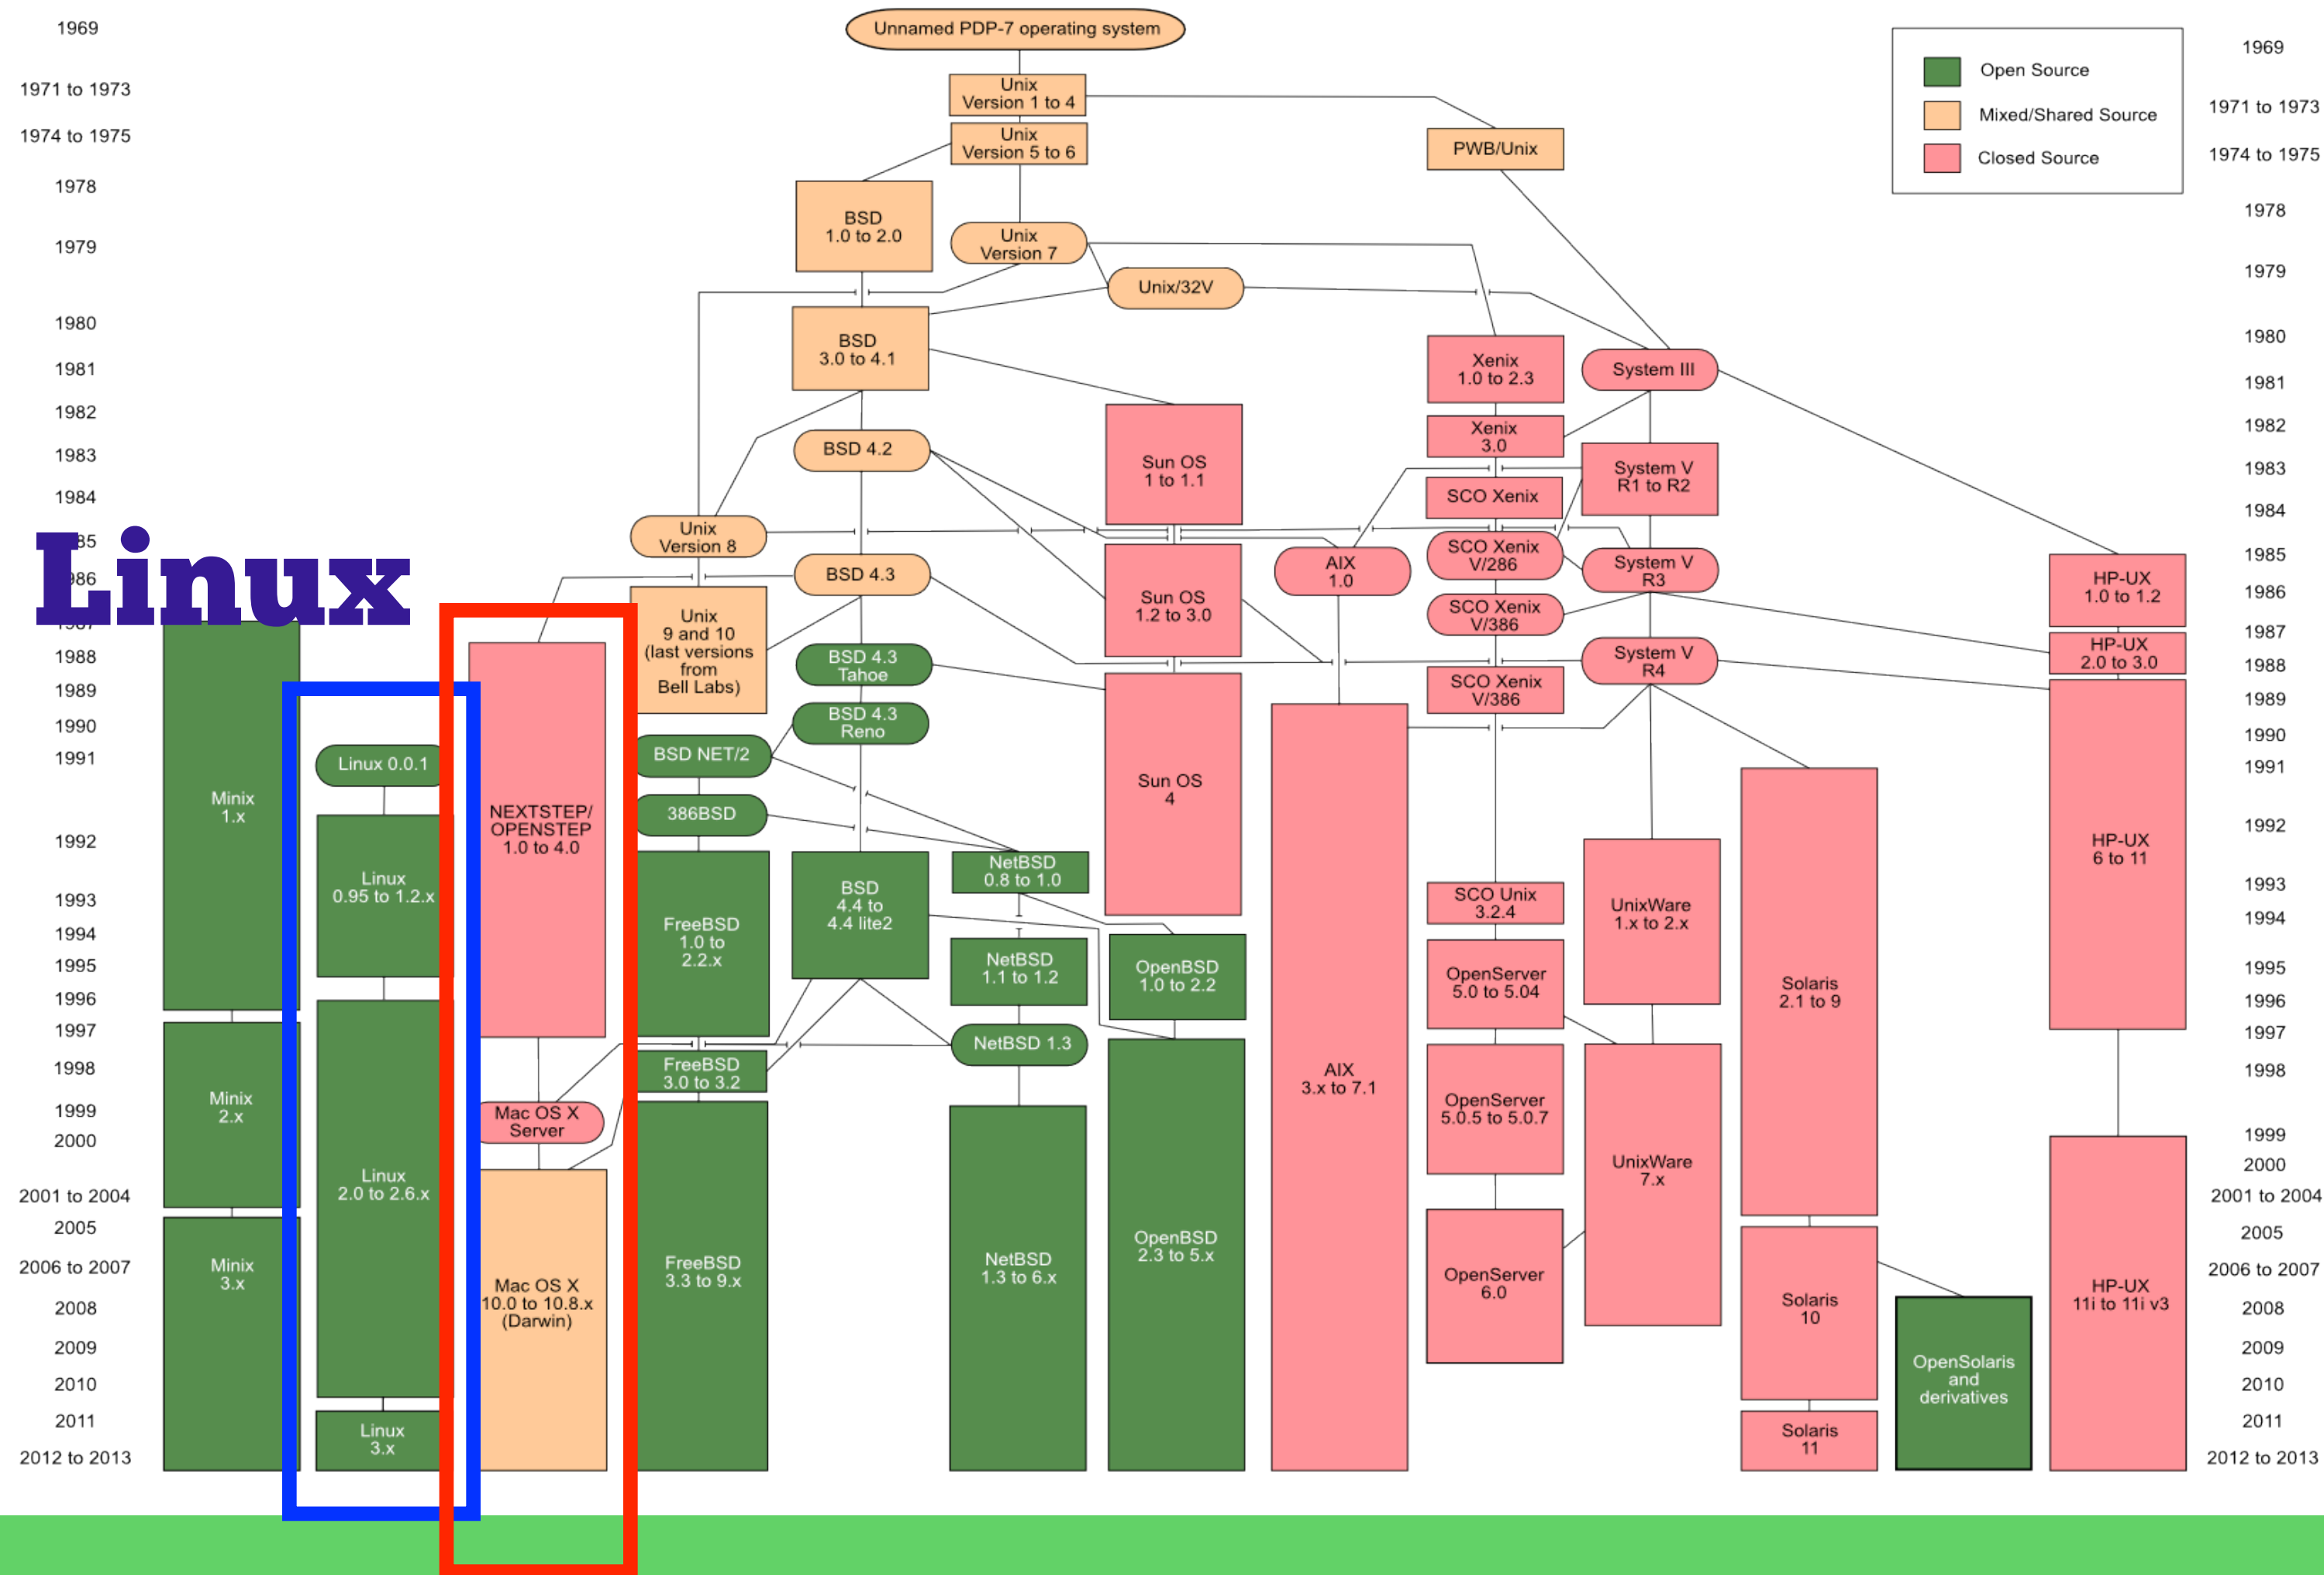 1969
1971 to 1973
1974 to 1975
1978
1979
1980
1981
1982
1983
1984
85
986
1988
1989
1990
1991
1992
1993
1994
1995
1996
1997
1998
1999
2000
2001 to 2004
2005
2006 to 2007
2008
2009
2010
2011
2012 to 2013
Linux
Unnamed PDP-7 operating system
Unix
Version 1 to 4
Unix
Version 5 to 6
PWB/Unix
BSD
1.0 to 2.0
Unix
Version 7
Unix/32V
BSD
3.0 to 4.1
Xenix
1.0 to 2.3
System III
Xenix
3.0
BSD 4.2
Sun OS
1 to 1.1
System V
R1 to R2
SCO Xenix
Unix
Version 8
SCO Xenix
V/286
AIX
1.0
System V
R3
BSD 4.3
HP-UX
1.0 to 1.2
Sun OS
1.2 to 3.0
SCO Xenix
V/386
Unix
9 and 10
(last versions
from
Bell Labs)
HP-UX
2.0 to 3.0
BSD 4.3
Tahoe
System V
R4
SCO Xenix
V/386
BSD 4.3
Reno
BSD NET/2
Linux 0.0.1
Sun OS
4
Minix
1.x
NEXTSTEP/
OPENSTEP
1.0 to 4.0
386BSD
HP-UX
6 to 11
NetBSD
0.8 to 1.0
Linux
0.95 to 1.2.x
BSD
4.4 to
4.4 lite2
SCO Unix
3.2.4
UnixWare
1.x to 2.x
FreeBSD
1.0 to
2.2.x
NetBSD
1.1 to 1.2
OpenBSD
1.0 to 2.2
OpenServer
5.0 to 5.04
Solaris
2.1 to 9
NetBSD 1.3
FreeBSD
3.0 to 3.2
AIX
3.x to 7.1
Minix
2.x
Mac OS X
Server
OpenServer
5.0.5 to 5.0.7
UnixWare
7.x
Linux
2.0 to 2.6.x
OpenBSD
2.3 to 5.x
Minix
3.x
FreeBSD
3.3 to 9.x
NetBSD
1.3 to 6.x
OpenServer
6.0
Mac OS X
10.0 to 10.8.x
(Darwin)
HP-UX
11i to 11i v3
Solaris
10
OpenSolaris
and
derivatives
Linux
3.x
Solaris
11
Open Source
Mixed/Shared Source
Closed Source
1969
1971 to 1973
1974 to 1975
1978
1979
1980
1981
1982
1983
1984
1985
1986
1987
1988
1989
1990
1991
1992
1993
1994
1995
1996
1997
1998
1999
2000
2001 to 2004
2005
2006 to 2007
2008
2009
2010
2011
2012 to 2013